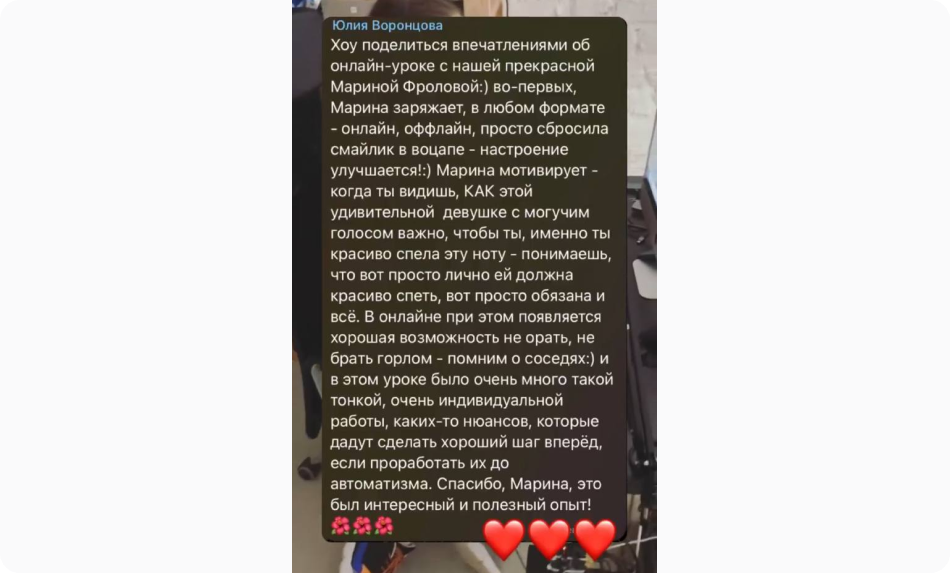 Юлия Воронцова
Хоу поделиться впечатлениями об
онлайн-уроке с нашей прекрасной
Мариной Фроловой:) во-первых,
Марина заряжает, в любом формате
- онлайн, оффлайн, просто сбросила
смайлик в воцапе - настроение
улучшается!:) Марина мотивирует -
когда ты видишь, КАК этой
удивительной девушке с могучим
голосом важно, чтобы ты, именно ты
красиво спела эту ноту - понимаешь,
что вот просто лично ей должна
красиво спеть, вот просто обязана и
всё. В онлайне при этом появляется
хорошая возможность не орать, не
брать горлом - помним о соседях:) и
в этом уроке было очень много такой
тонкой, очень индивидуальной
работы, каких-то нюансов, которые
дадут сделать хороший шаг вперёд,
если проработать их до
автоматизма. Спасибо, Марина, это
был интересный и полезный опыт!
🌺🌺🌺 ❤️❤️❤️